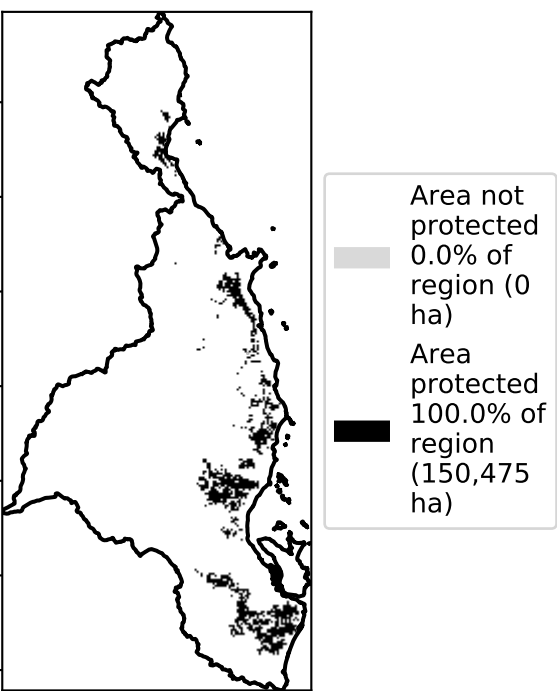 Area not
protected
0.0% of
region (0
ha)
Area
protected
100.0% of
region
(150,475
ha)